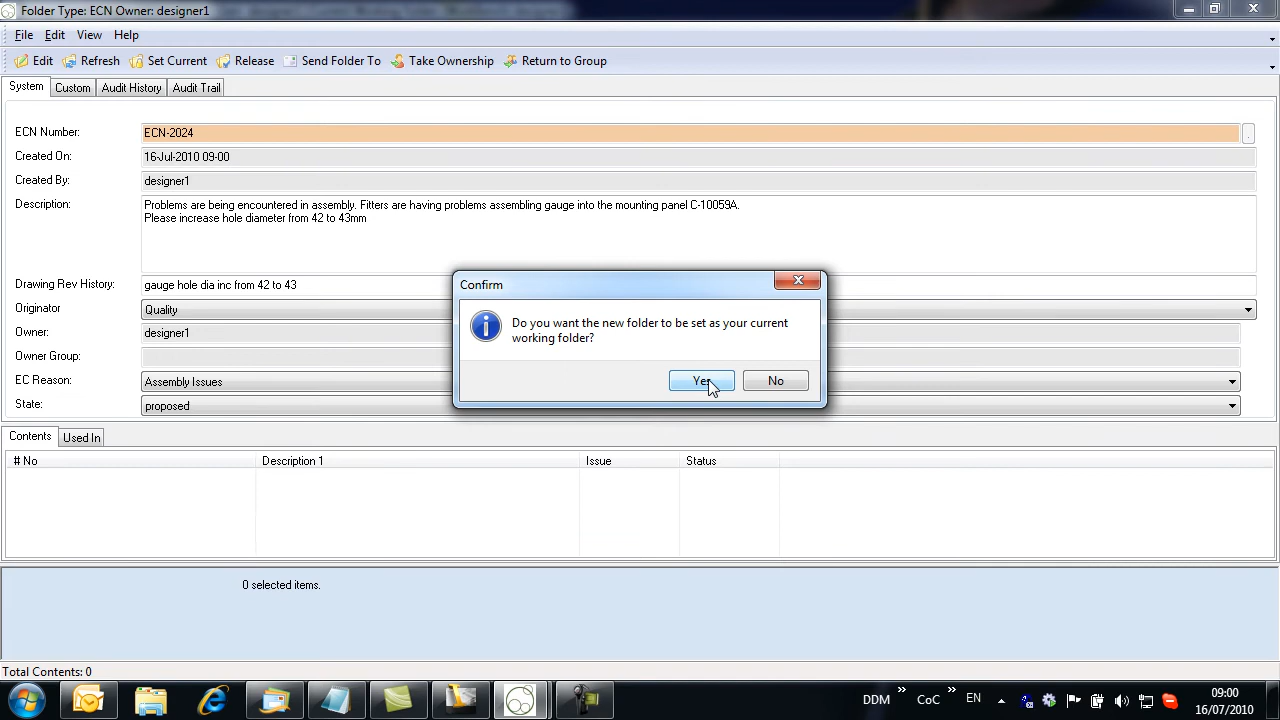 Folder Type: ECN Owner: designer1
File Edit View Help
Edit Refresh Set Current Release Send Folder To Take Ownership Return to Group
System Custom Audit History Audit Trail
ECN Number: ECN-2024 .
Created On: 16-Jul-2010 09-00
Created By: designer1
Description: Problems are being encountered in assembly. Fitters are having problems assembling gauge into the mounting panel C-10059A.
Please increase hole diameter from 42 to 43mm
Drawing Rev History: gauge hole dia inc from 42 to 43
Originator Quality
Owner: designer1
Owner Group:
EC Reason: Assembly Issues
State: proposed
Confirm
Do you want the new folder to be set as your current
working folder?
Yes No
Contents Used In
# No Description 1 Issue Status
0 selected items.
Total Contents: 0
DDM » CoC » EN 09:00
16/07/2010